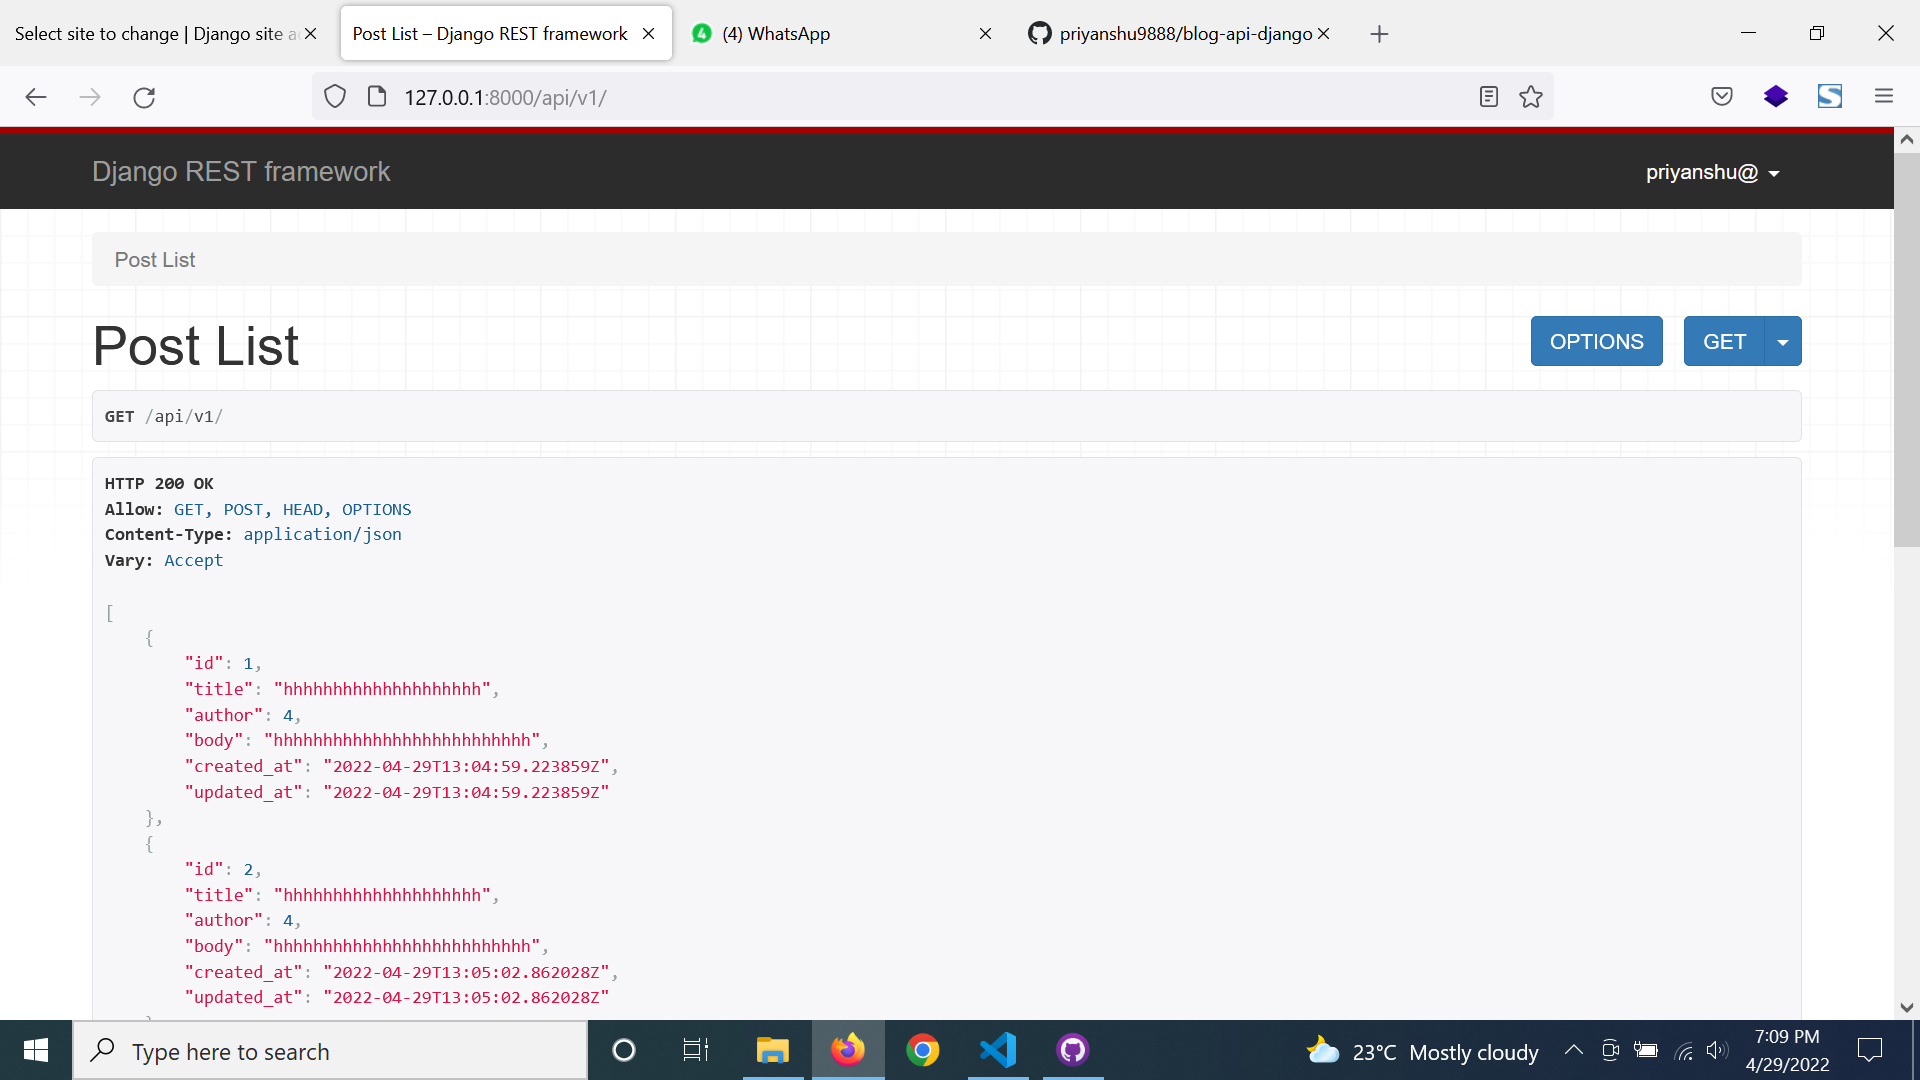 Select site to change | Django site a
Post List – Django REST framework
(4) WhatsApp
priyanshu9888/blog-api-django
127.0.0.1:8000/api/v1/
Django REST framework
priyanshu@
Post List
Post List
OPTIONS
GET
GET /api/v1/
HTTP 200 OK
Allow: GET, POST, HEAD, OPTIONS
Content-Type: application/json
Vary: Accept
[
{
"id": 1,
"title": "hhhhhhhhhhhhhhhhhhhh",
"author": 4,
"body": "hhhhhhhhhhhhhhhhhhhhhhhhhh",
"created_at": "2022-04-29T13:04:59.223859Z",
"updated_at": "2022-04-29T13:04:59.223859Z"
},
{
"id": 2,
"title": "hhhhhhhhhhhhhhhhhhhh",
"author": 4,
"body": "hhhhhhhhhhhhhhhhhhhhhhhhhh",
"created_at": "2022-04-29T13:05:02.862028Z",
"updated_at": "2022-04-29T13:05:02.862028Z"
Type here to search
23°C Mostly cloudy
7:09 PM
4/29/2022